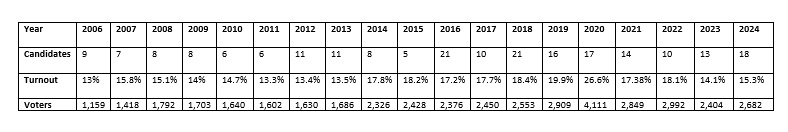 Year 2006 2007 2008 2009 2010 2011 2012 2013 2014 2015 2016 2017 2018 2019 2020 2021 2022 2023 2024
Candidates 9 7 8 8 6 6 11 11 8 5 21 10 21 16 17 14 10 13 18
Turnout 13% 15.8% 15.1% 14% 14.7% 13.3% 13.4% 13.5% 17.8% 18.2% 17.2% 17.7% 18.4% 19.9% 26.6% 17.38% 18.1% 14.1% 15.3%
Voters 1,159 1,418 1,792 1,703 1,640 1,602 1,630 1,686 2,326 2,428 2,376 2,450 2,553 2,909 4,111 2,849 2,992 2,404 2,682